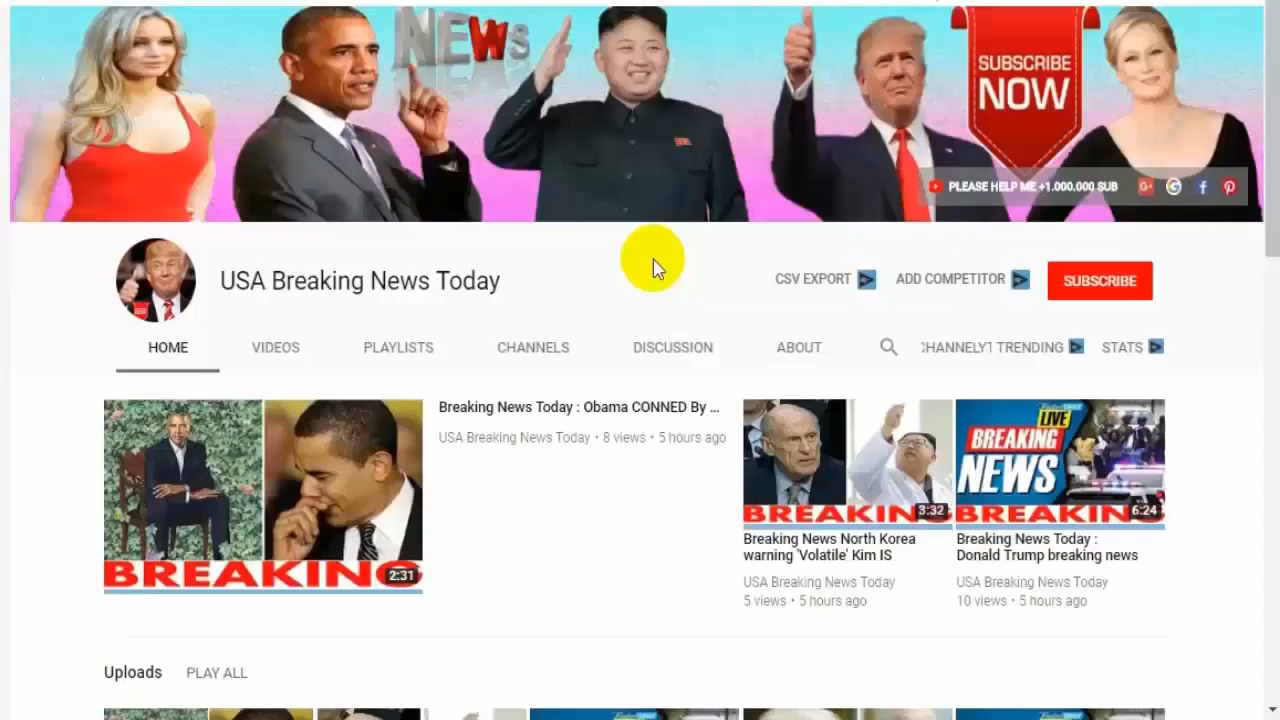 NEWS
SUBSCRIBE
NOW
PLEASE HELP ME +1.000.000 SUB
USA Breaking News Today
CSV EXPORT
ADD COMPETITOR
SUBSCRIBE
HOME
VIDEOS
PLAYLISTS
CHANNELS
DISCUSSION
ABOUT
CHANNELYT TRENDING
STATS
BREAKING
2:31
Breaking News Today : Obama CONNED By ...
USA Breaking News Today • 8 views • 5 hours ago
BREAKIN
3:32
Breaking News North Korea
warning 'Volatile' Kim IS
USA Breaking News Today
5 views • 5 hours ago
LIVE
BREAKING
NEWS
BREAKIN
6:24
Breaking News Today :
Donald Trump breaking news
USA Breaking News Today
10 views • 5 hours ago
Uploads
PLAY ALL